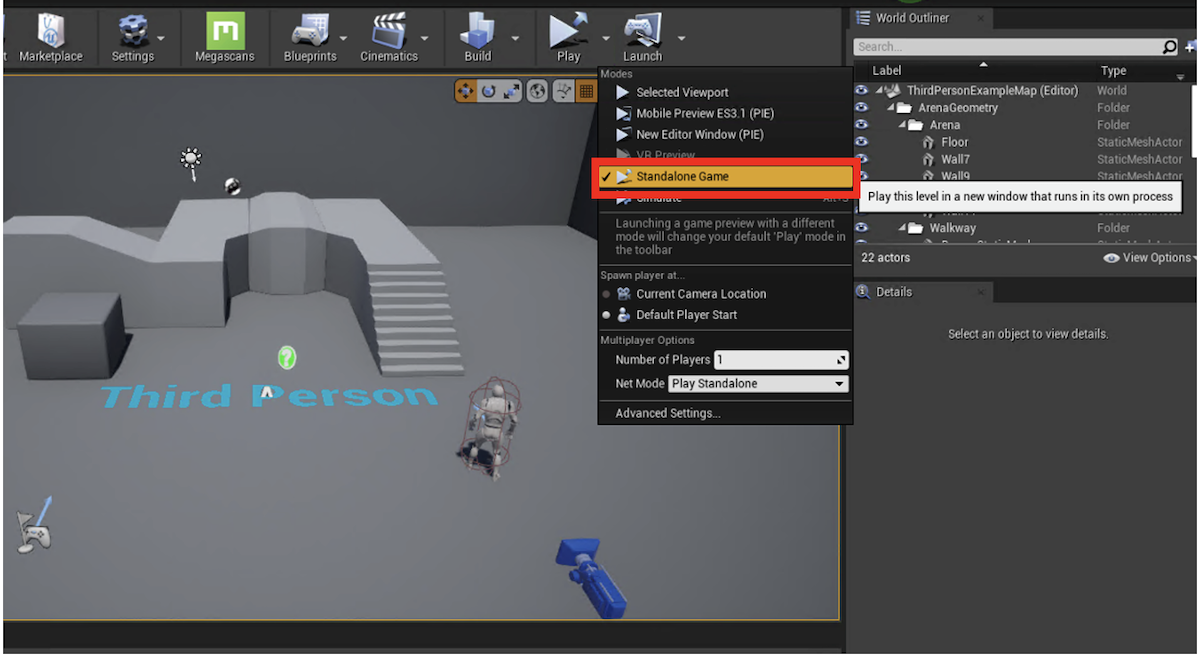 World Outliner
Marketplace
Settings
Megascans
Blueprints
Cinematics
Build
Play
Launch
Search...
Label
Type
Modes
Selected Viewport
Mobile Preview ES3.1 (PIE)
New Editor Window (PIE)
VR Preview
Standalone Game
Simulate
Launching a game preview with a different
mode will change your default 'Play' mode in
the toolbar
Spawn player at...
Current Camera Location
Default Player Start
Multiplayer Options
Number of Players 1
Net Mode Play Standalone
Advanced Settings...
ThirdPersonExampleMap (Editor) World
ArenaGeometry Folder
Arena Folder
Floor StaticMeshActor
Wall7 StaticMeshActor
Wall9 StaticMeshActor
Play this level in a new window that runs in its own process
Walkway Folder
22 actors
View Options
Details
Select an object to view details.
Third Person